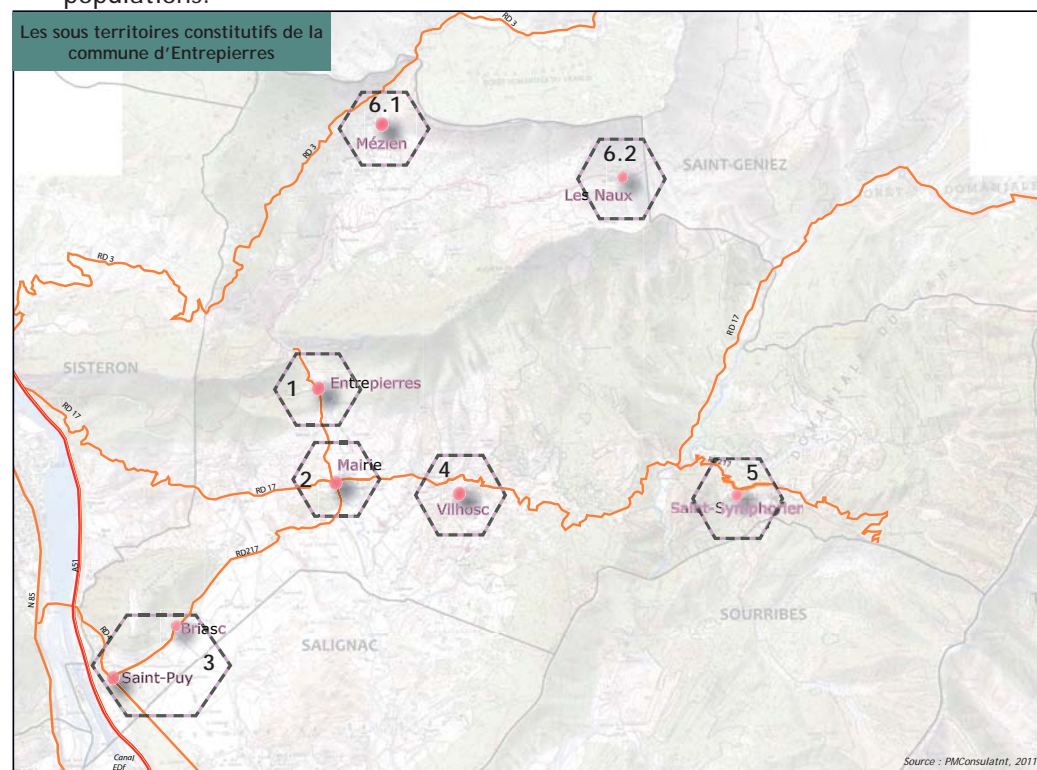 populations.
Les sous territoires constitutifs de la
commune d'Entrepierres
RD 3
6.1
Mézien
RD 3
6.2
Les Naux
SAINT-GENIEZ
RD 3
RD 17
SISTERON
1
Entrepierres
RD 17
2
Mairie
RD 17
4
Vilhosc
5
Saint-Symphorier
RD217
A51
N 85
Briasc
3
Saint-Puy
SALIGNAC
SOURRIBES
Canal
EDf
Source : PMConsulatnt, 2011